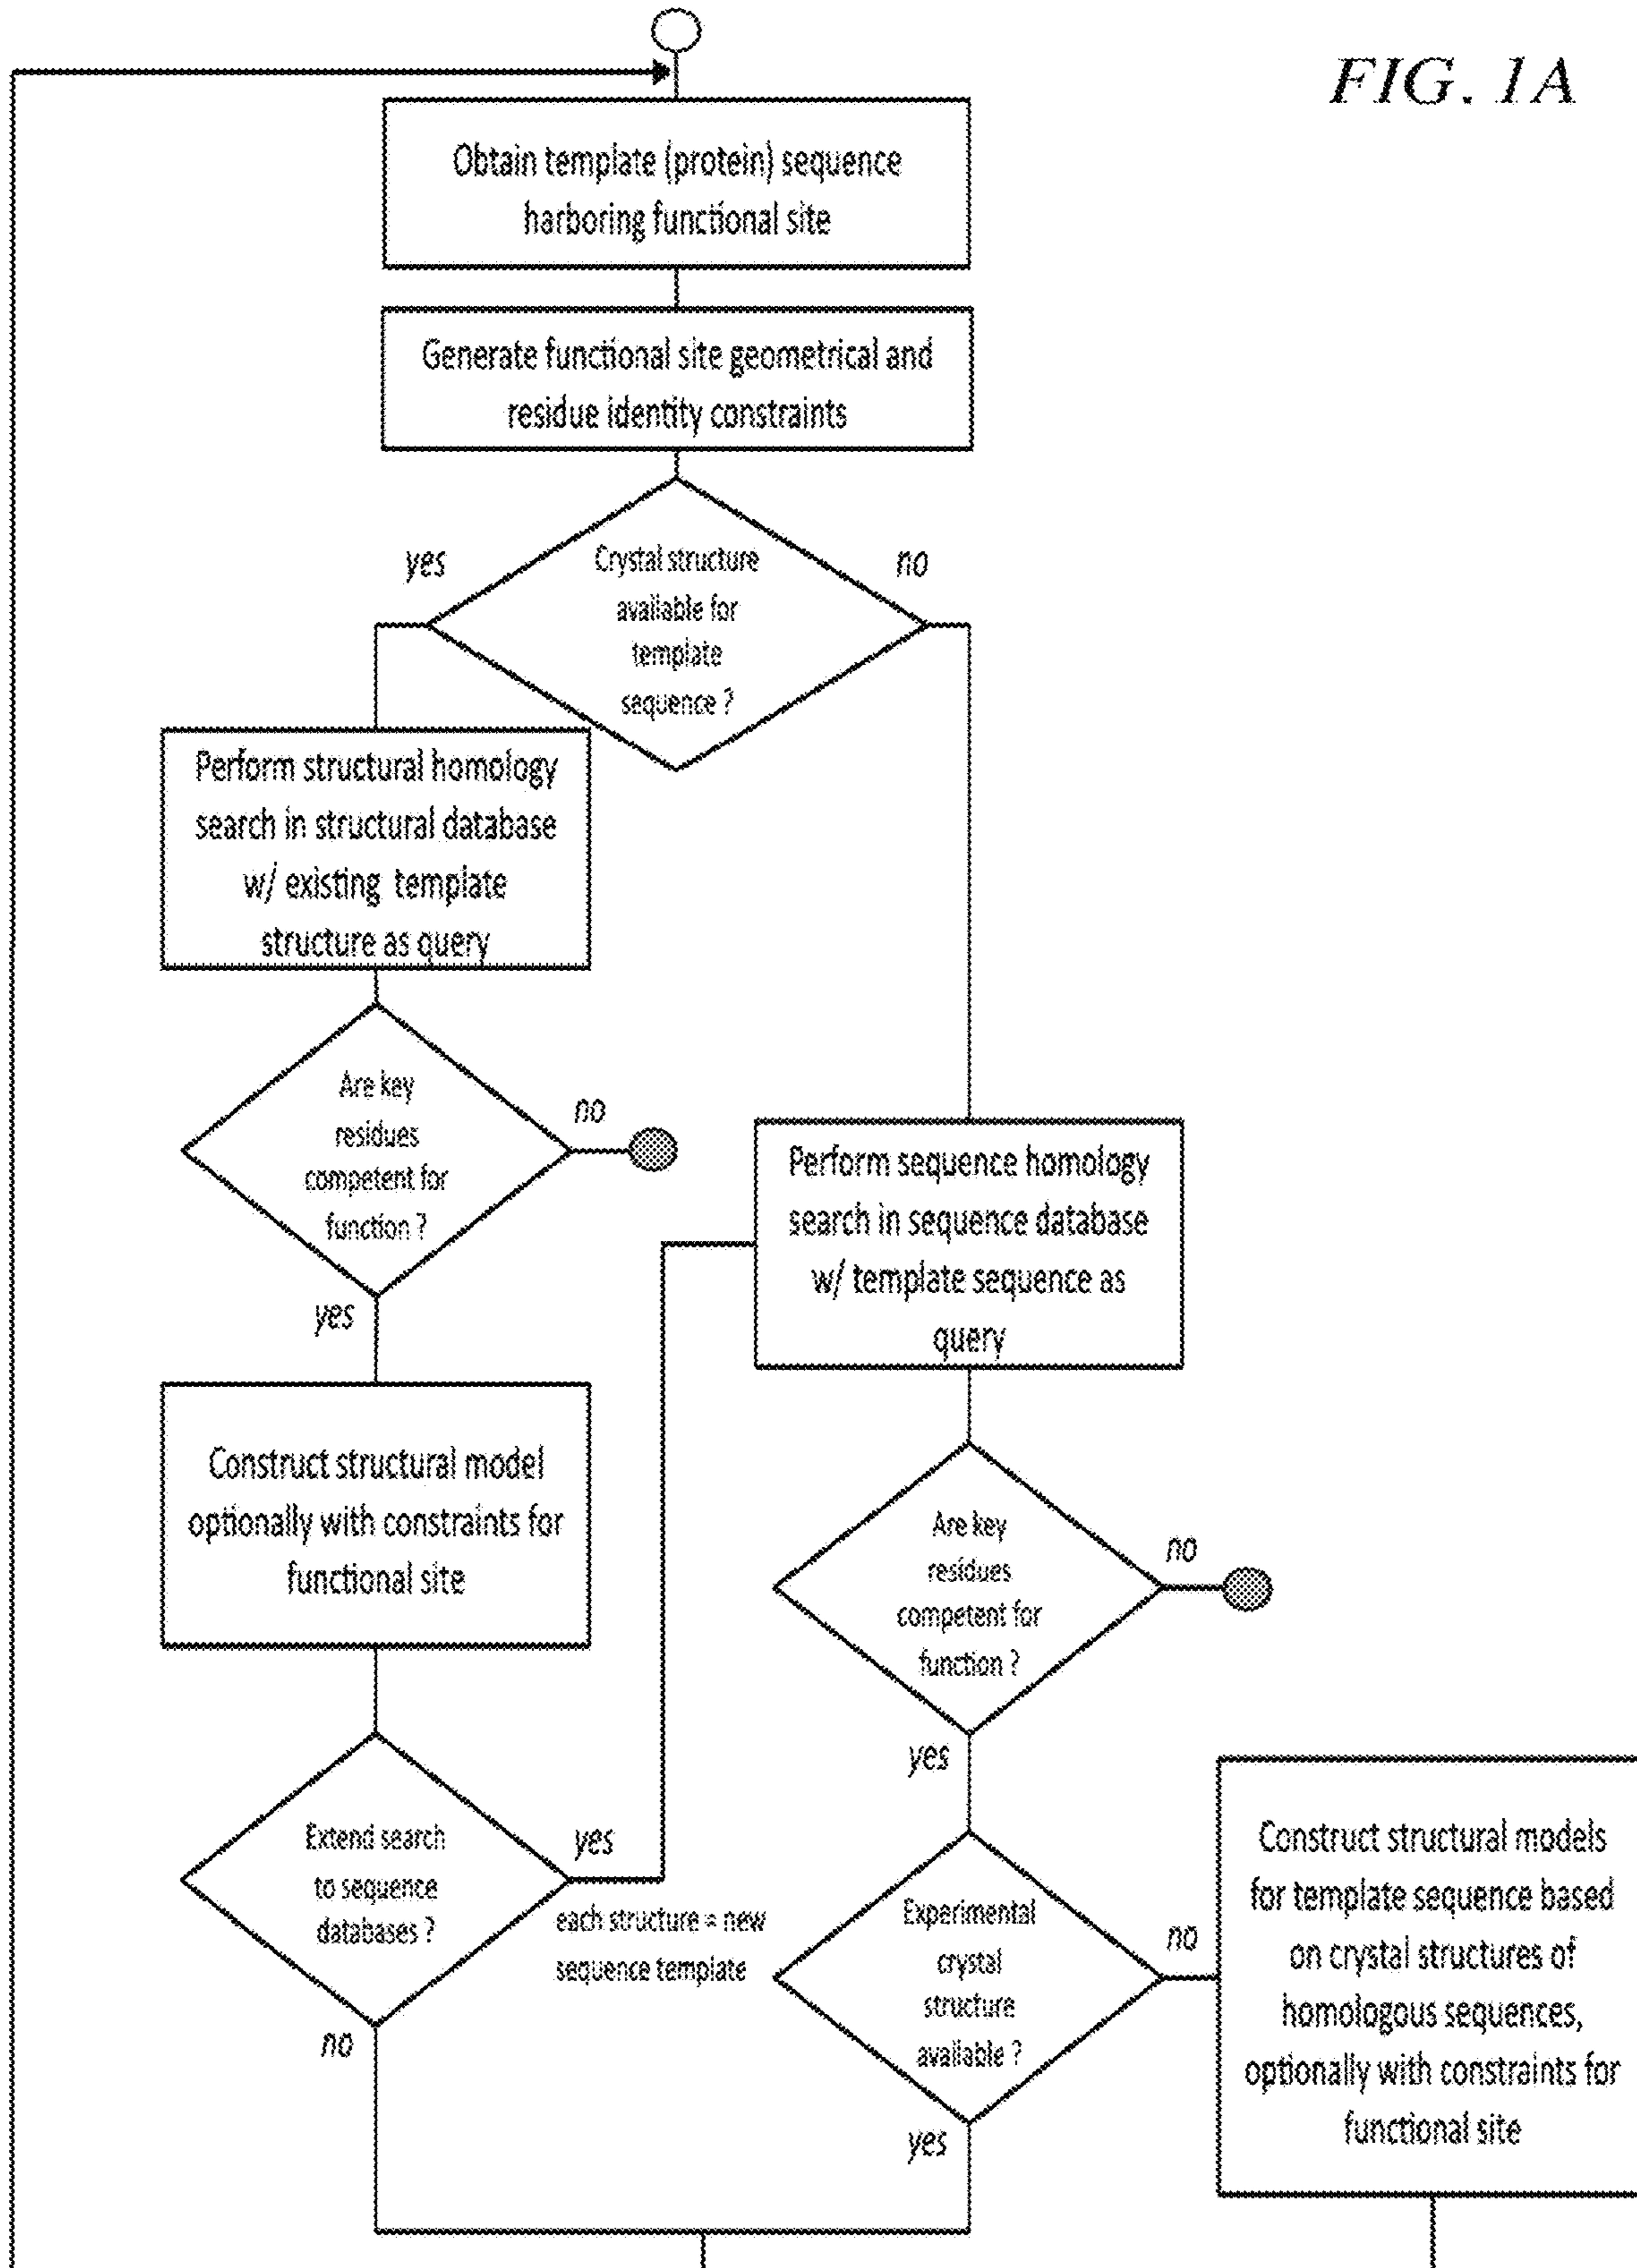 FIG. 1A
Obtain template (protein) sequence
harboring functional site
Generate functional site geometrical and
residue identity constraints
yes
no
Crystal structure
available for
template
sequence ?
Perform structural homology
search in structural database
w/ existing template
structure as query
Are key
residues
competent for
function ?
no
yes
Perform sequence homology
search in sequence database
w/ template sequence as
query
Construct structural model
optionally with constraints for
functional site
Are key
residues
competent for
function ?
no
yes
Extend search
to sequence
databases ?
yes
each structure = new
sequence template
no
Experimental
crystal
structure
available ?
no
yes
Construct structural models
for template sequence based
on crystal structures of
homologous sequences,
optionally with constraints for
functional site